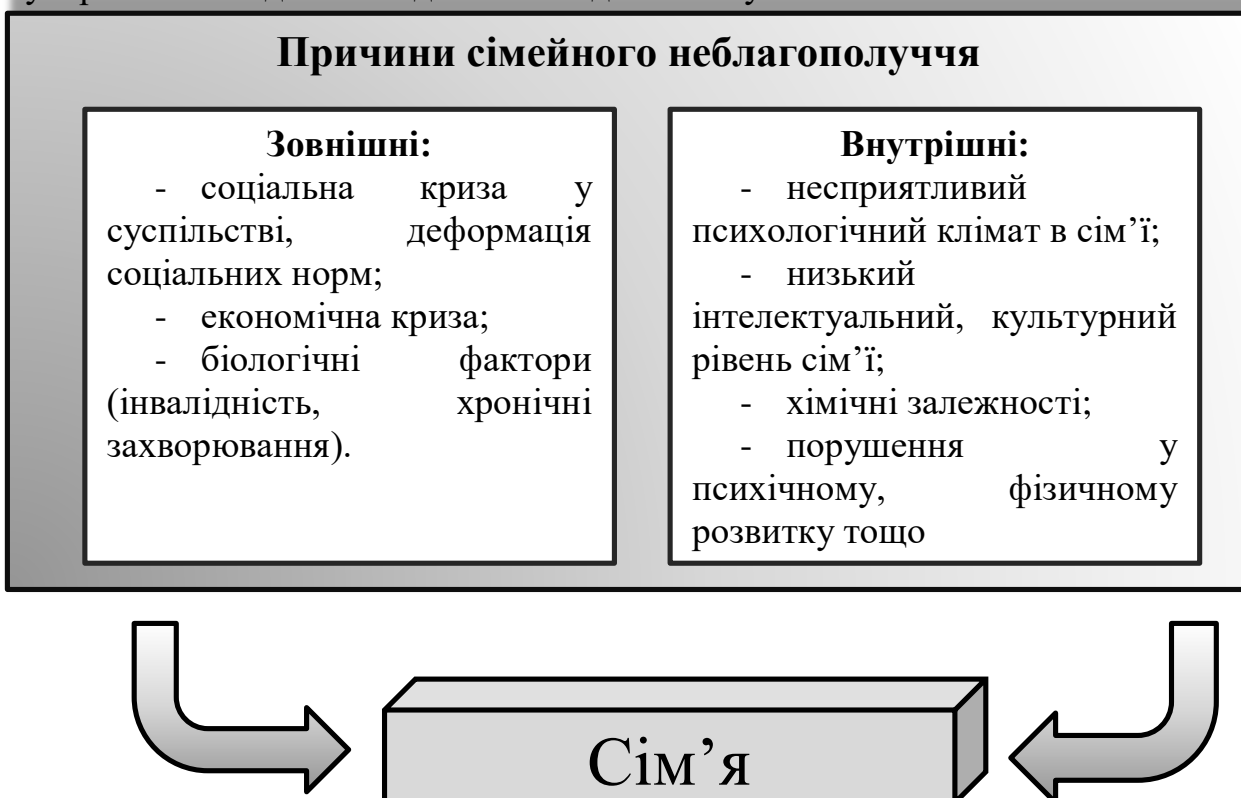 Причини сімейного неблагополуччя
Зовнішні:
- соціальна криза у
суспільстві, деформація
соціальних норм;
- економічна криза;
- біологічні фактори
(інвалідність, хронічні
захворювання).
Внутрішні:
- несприятливий
психологічний клімат в сім’ї;
- низький
інтелектуальний, культурний
рівень сім’ї;
- хімічні залежності;
- порушення у
психічному, фізичному
розвитку тощо
Сім’я